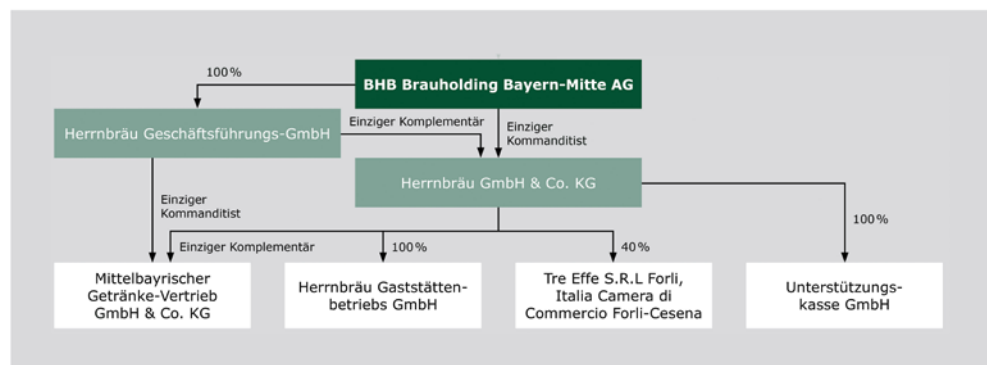 100 %
BHB Brauholding Bayern-Mitte AG
Herrnbräu Geschäftsführungs-GmbH
Einziger Komplementär
Einziger
Kommanditist
Herrnbräu GmbH & Co. KG
Einziger
Kommanditist
Einziger Komplementär
100 %
40 %
100 %
Mittelbayrischer
Getränke-Vertrieb
GmbH & Co. KG
Herrnbräu Gaststätten-
betriebs GmbH
Tre Effe S.R.L Forli,
Italia Camera di
Commercio Forli-Cesena
Unterstützungs-
kasse GmbH